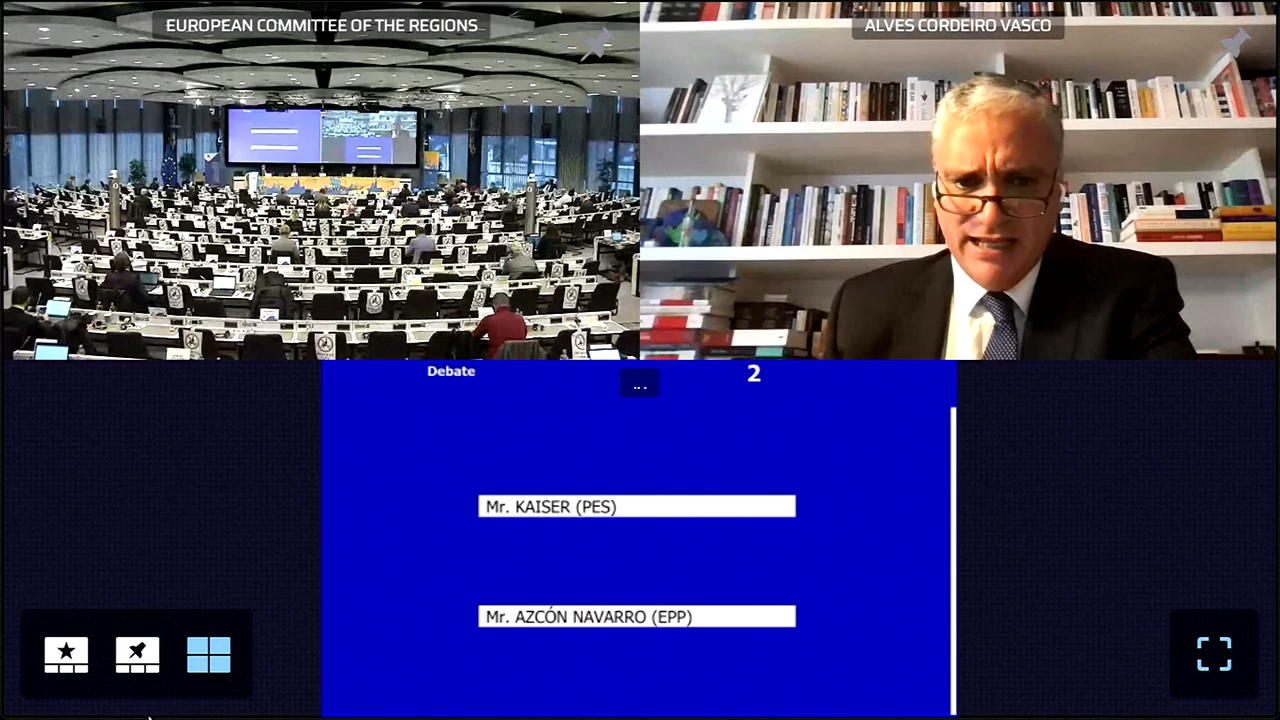 EUROPEAN COMMITTEE OF THE REGIONS
ALVES CORDEIRO VASCO
Debate
2
...
Mr. KAISER (PES)
Mr. AZCÓN NAVARRO (EPP)